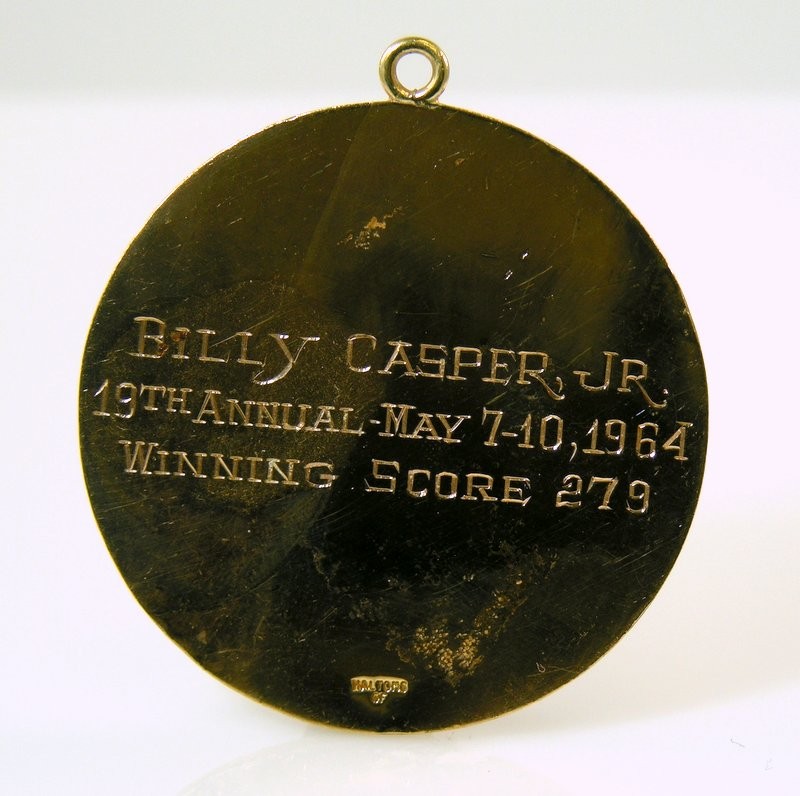 BILLY CASPER, JR.
19TH ANNUAL - MAY 7-10, 1964
WINNING SCORE 279